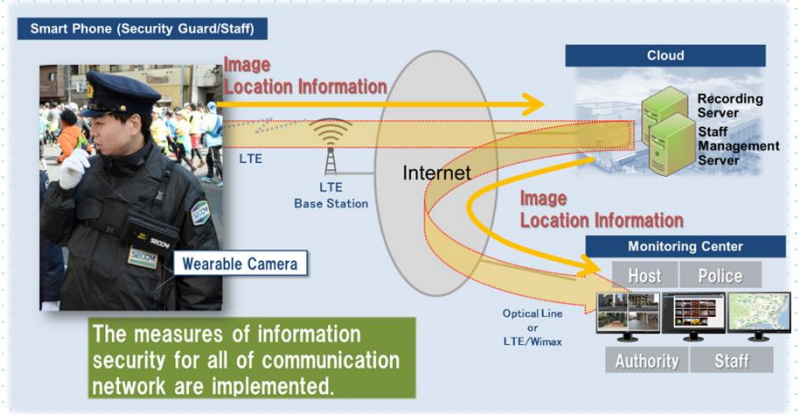 Smart Phone (Security Guard/Staff)
Image
Location Information
Cloud
Recording
Server
Staff
Management
Server
LTE
LTE
Base Station
Internet
Image
Location Information
SECOM
SECOM
SECOM
Wearable Camera
Monitoring Center
Host
Police
Optical Line
or
LTE/Wimax
Authority
Staff
The measures of information
security for all of communication
network are implemented.